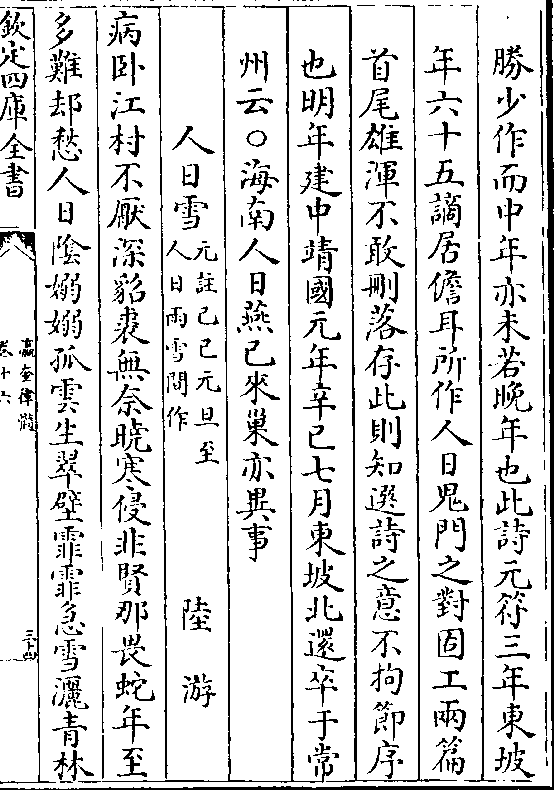 勝少作而中年亦未若晚年也此詩元符三年東坡
年六十五謫居儋耳所作人日鬼門之對固工兩篇
首尾雄渾不敢刪落存此則知選詩之意不拘節序
也明年建中靖國元年辛巳七月東坡北還卒于常
州云○海南人日燕已來巢亦異事
人日雪 元註己巳元旦至人日雨雪間作 陸游
病卧江村不厭深貂裘無奈曉寒侵非賢那畏蛇年至
多難却愁人日陰嫋嫋孤雲生翠壁霏霏急雪灑青林
欽定四庫全書
瀛奎律髓
卷十六
三十四